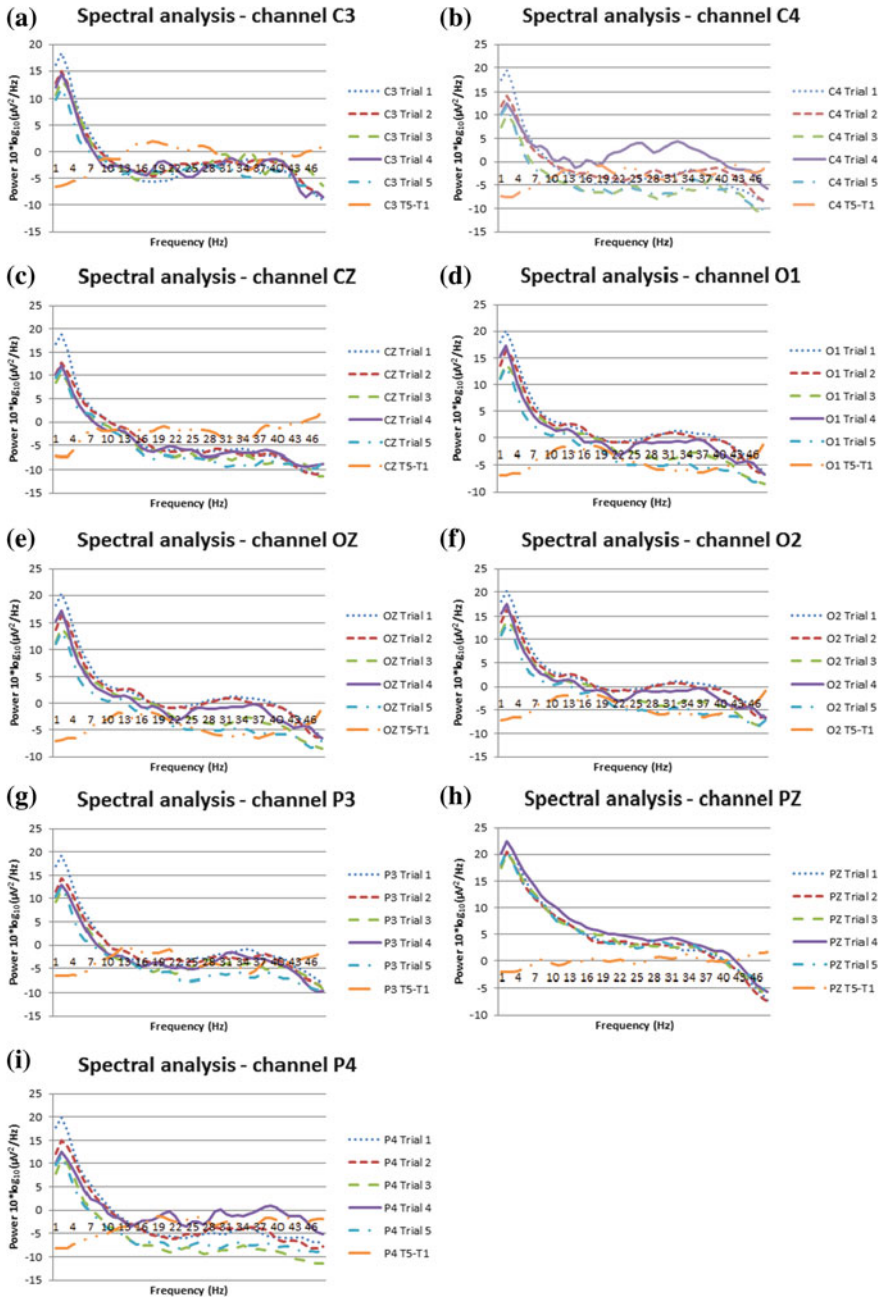 (a) Spectral analysis - channel C3
20
15
10
5
0
-5
-10
-15
Power 10*log10(µV²/Hz)
1 4 7 10 13 16 19 22 25 28 31 34 37 40 43 46
Frequency (Hz)
C3 Trial 1
C3 Trial 2
C3 Trial 3
C3 Trial 4
C3 Trial 5
C3 T5-T1
(b) Spectral analysis - channel C4
25
20
15
10
5
0
-5
-10
-15
Power 10*log10(µV²/Hz)
1 4 7 10 13 16 19 22 25 28 31 34 37 40 43 46
Frequency (Hz)
C4 Trial 1
C4 Trial 2
C4 Trial 3
C4 Trial 4
C4 Trial 5
C4 T5-T1
(c) Spectral analysis - channel CZ
25
20
15
10
5
0
-5
-10
-15
Power 10*log10(µV²/Hz)
1 4 7 10 13 16 19 22 25 28 31 34 37 40 43 46
Frequency (Hz)
CZ Trial 1
CZ Trial 2
CZ Trial 3
CZ Trial 4
CZ Trial 5
CZ T5-T1
(d) Spectral analysis - channel O1
25
20
15
10
5
0
-5
-10
Power 10*log10(µV²/Hz)
1 4 7 10 13 16 19 22 25 28 31 34 37 40 43 46
Frequency (Hz)
O1 Trial 1
O1 Trial 2
O1 Trial 3
O1 Trial 4
O1 Trial 5
O1 T5-T1
(e) Spectral analysis - channel OZ
25
20
15
10
5
0
-5
-10
Power 10*log10(µV²/Hz)
1 4 7 10 13 16 19 22 25 28 31 34 37 40 43 46
Frequency (Hz)
OZ Trial 1
OZ Trial 2
OZ Trial 3
OZ Trial 4
OZ Trial 5
OZ T5-T1
(f) Spectral analysis - channel O2
25
20
15
10
5
0
-5
-10
-15
Power 10*log10(µV²/Hz)
1 4 7 10 13 16 19 22 25 28 31 34 37 40 43 46
Frequency (Hz)
O2 Trial 1
O2 Trial 2
O2 Trial 3
O2 Trial 4
O2 Trial 5
O2 T5-T1
(g) Spectral analysis - channel P3
25
20
15
10
5
0
-5
-10
-15
Power 10*log10(µV²/Hz)
1 4 7 10 13 16 19 22 25 28 31 34 37 40 43 46
Frequency (Hz)
P3 Trial 1
P3 Trial 2
P3 Trial 3
P3 Trial 4
P3 Trial 5
P3 T5-T1
(h) Spectral analysis - channel PZ
25
20
15
10
5
0
-5
-10
Power 10*log10(µV²/Hz)
1 4 7 10 13 16 19 22 25 28 31 34 37 40 43 46
Frequency (Hz)
PZ Trial 1
PZ Trial 2
PZ Trial 3
PZ Trial 4
PZ Trial 5
PZ T5-T1
(i) Spectral analysis - channel P4
25
20
15
10
5
0
-5
-10
-15
Power 10*log10(µV²/Hz)
1 4 7 10 13 16 19 22 25 28 31 34 37 40 43 46
Frequency (Hz)
P4 Trial 1
P4 Trial 2
P4 Trial 3
P4 Trial 4
P4 Trial 5
P4 T5-T1